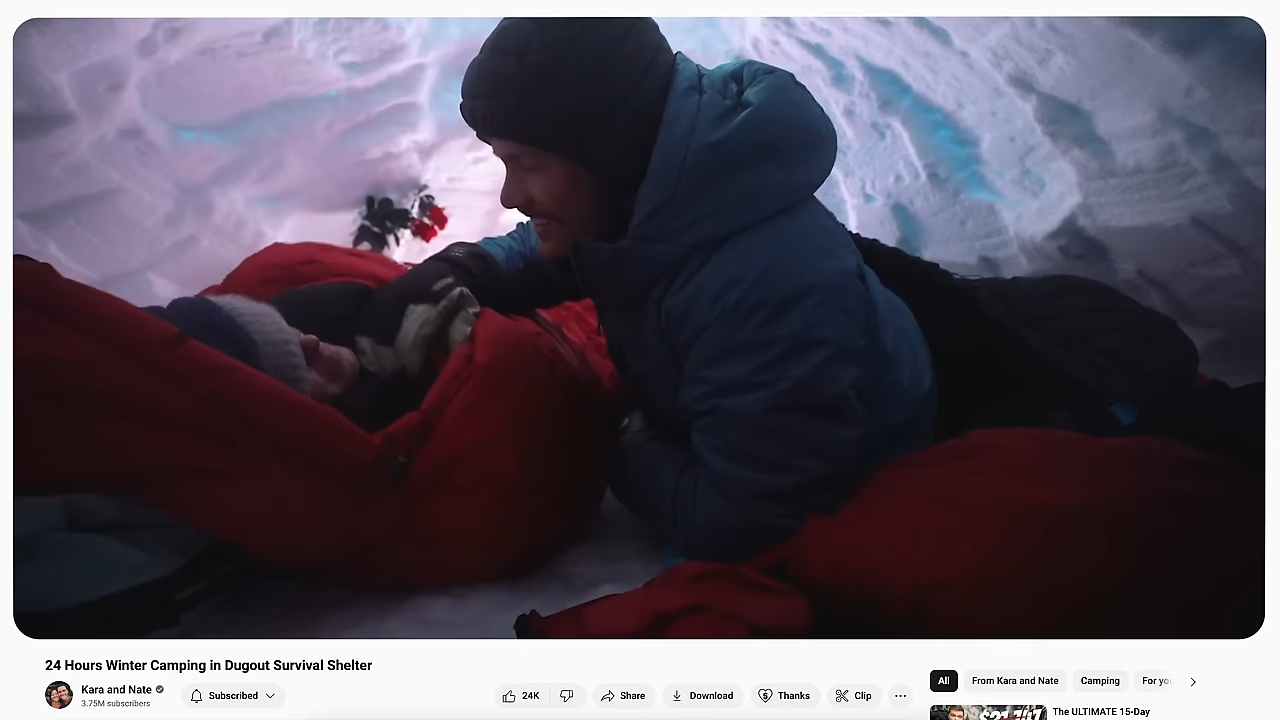 24 Hours Winter Camping in Dugout Survival Shelter
Kara and Nate
3.75M subscribers
Subscribed
24K
Share
Download
Thanks
Clip
All
From Kara and Nate
Camping
For you
The ULTIMATE 15-Day